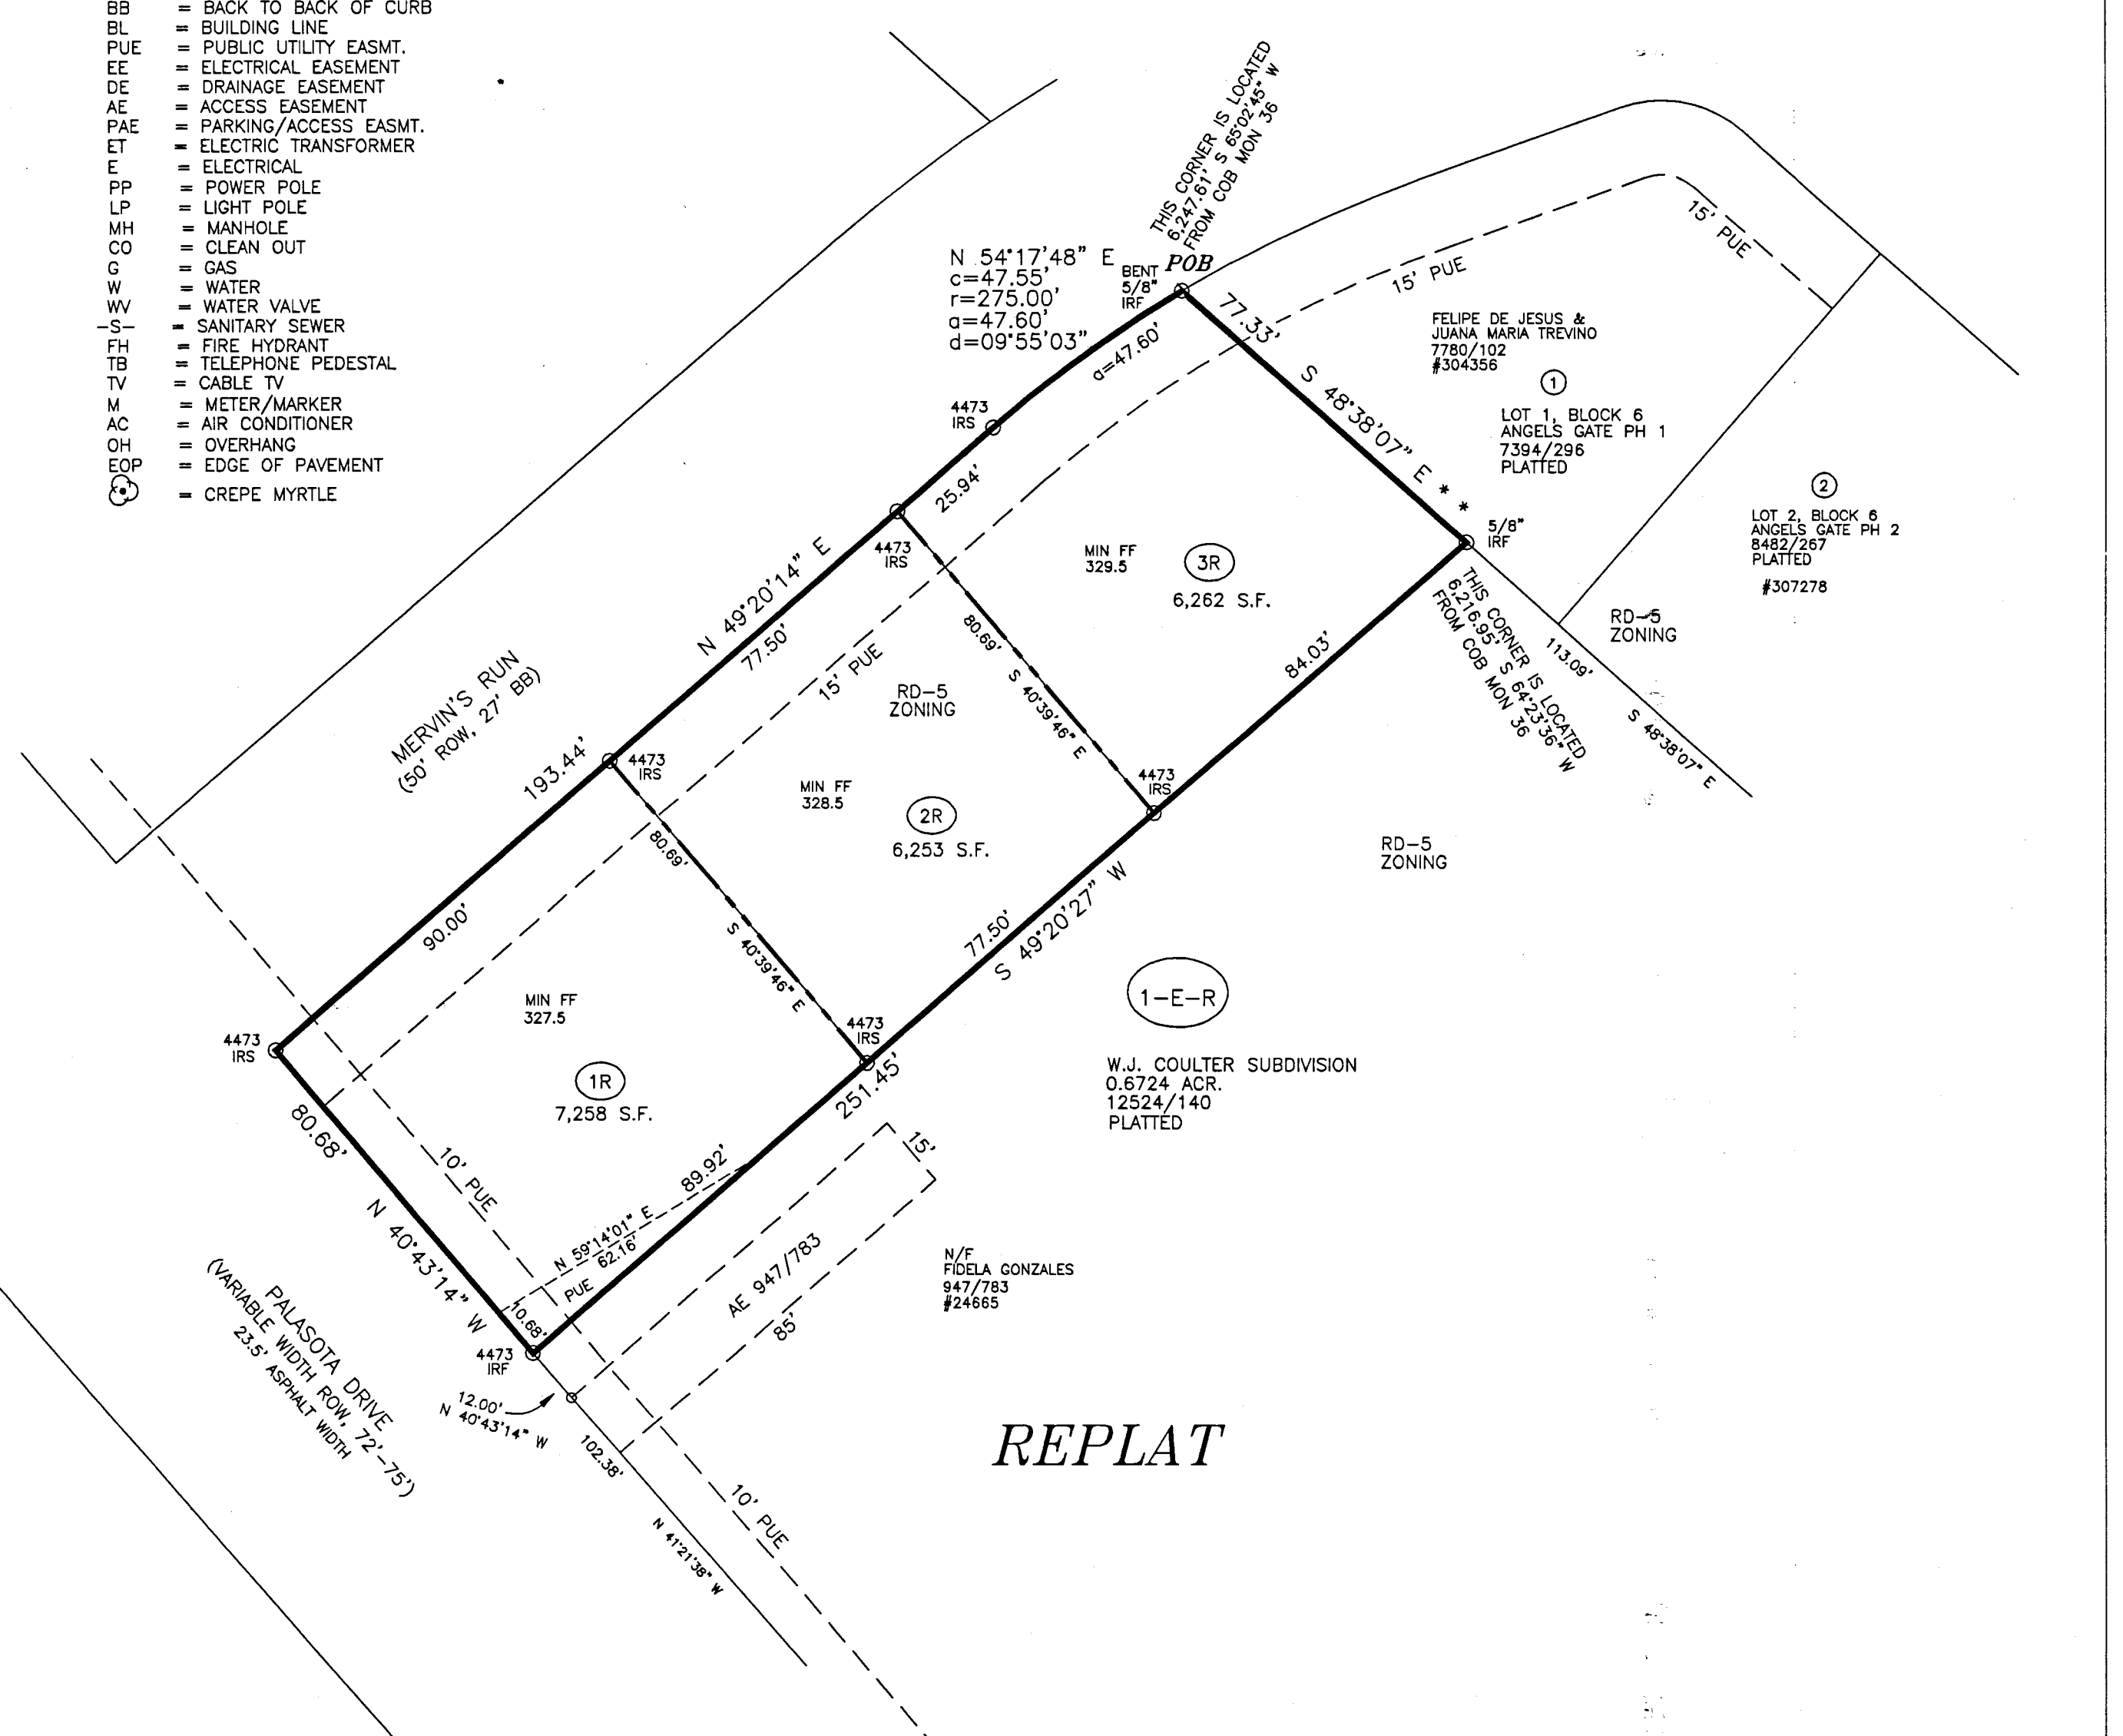 BB = BACK TO BACK OF CURB
BL = BUILDING LINE
PUE = PUBLIC UTILITY EASMT.
EE = ELECTRICAL EASEMENT
DE = DRAINAGE EASEMENT
AE = ACCESS EASEMENT
PAE = PARKING/ACCESS EASMT.
ET = ELECTRIC TRANSFORMER
E = ELECTRICAL
PP = POWER POLE
LP = LIGHT POLE
MH = MANHOLE
CO = CLEAN OUT
G = GAS
W = WATER
WV = WATER VALVE
-S- = SANITARY SEWER
FH = FIRE HYDRANT
TB = TELEPHONE PEDESTAL
TV = CABLE TV
M = METER/MARKER
AC = AIR CONDITIONER
OH = OVERHANG
EOP = EDGE OF PAVEMENT
= CREPE MYRTLE
THIS CORNER IS LOCATED
6,247.61' S 65°02'45" W
FROM COB MON 36
N 54°17'48" E
c=47.55'
r=275.00'
a=47.60'
d=09°55'03"
BENT
5/8"
IRF
POB
a=47.60'
77.33'
S 48°38'07" E * *
15' PUE
15' PUE
FELIPE DE JESUS &
JUANA MARIA TREVINO
7780/102
#304356
1
LOT 1, BLOCK 6
ANGELS GATE PH 1
7394/296
PLATTED
2
LOT 2, BLOCK 6
ANGELS GATE PH 2
8482/267
PLATTED
#307278
5/8"
IRF
RD-5
ZONING
THIS CORNER IS LOCATED
6,216.95' S 64°23'36" W
FROM COB MON 36
113.09'
S 48°38'07" E
4473
IRS
25.94'
4473
IRS
MIN FF
329.5
3R
6,262 S.F.
80.69'
S 40°39'46" E
84.03'
N 49°20'14" E
77.50'
15' PUE
RD-5
ZONING
MERVIN'S RUN
(50' ROW, 27' BB)
193.44'
4473
IRS
MIN FF
328.5
2R
6,253 S.F.
4473
IRS
RD-5
ZONING
80.69'
S 40°39'46" E
77.50'
S 49°20'27" W
90.00'
MIN FF
327.5
1R
7,258 S.F.
4473
IRS
4473
IRS
251.45'
1-E-R
W.J. COULTER SUBDIVISION
0.6724 ACR.
12524/140
PLATTED
80.68'
N 40°43'14" W
10' PUE
89.92'
N 59°14'01" E
62.16'
PUE
10.68'
15'
AE 947/783
85'
N/F
FIDELA GONZALES
947/783
#24665
4473
IRF
12.00'
N 40°43'14" W
PALASOTA DRIVE
(VARIABLE WIDTH ROW, 72'-75')
23.5' ASPHALT WIDTH
102.38'
N 41°21'38" W
10' PUE
REPLAT